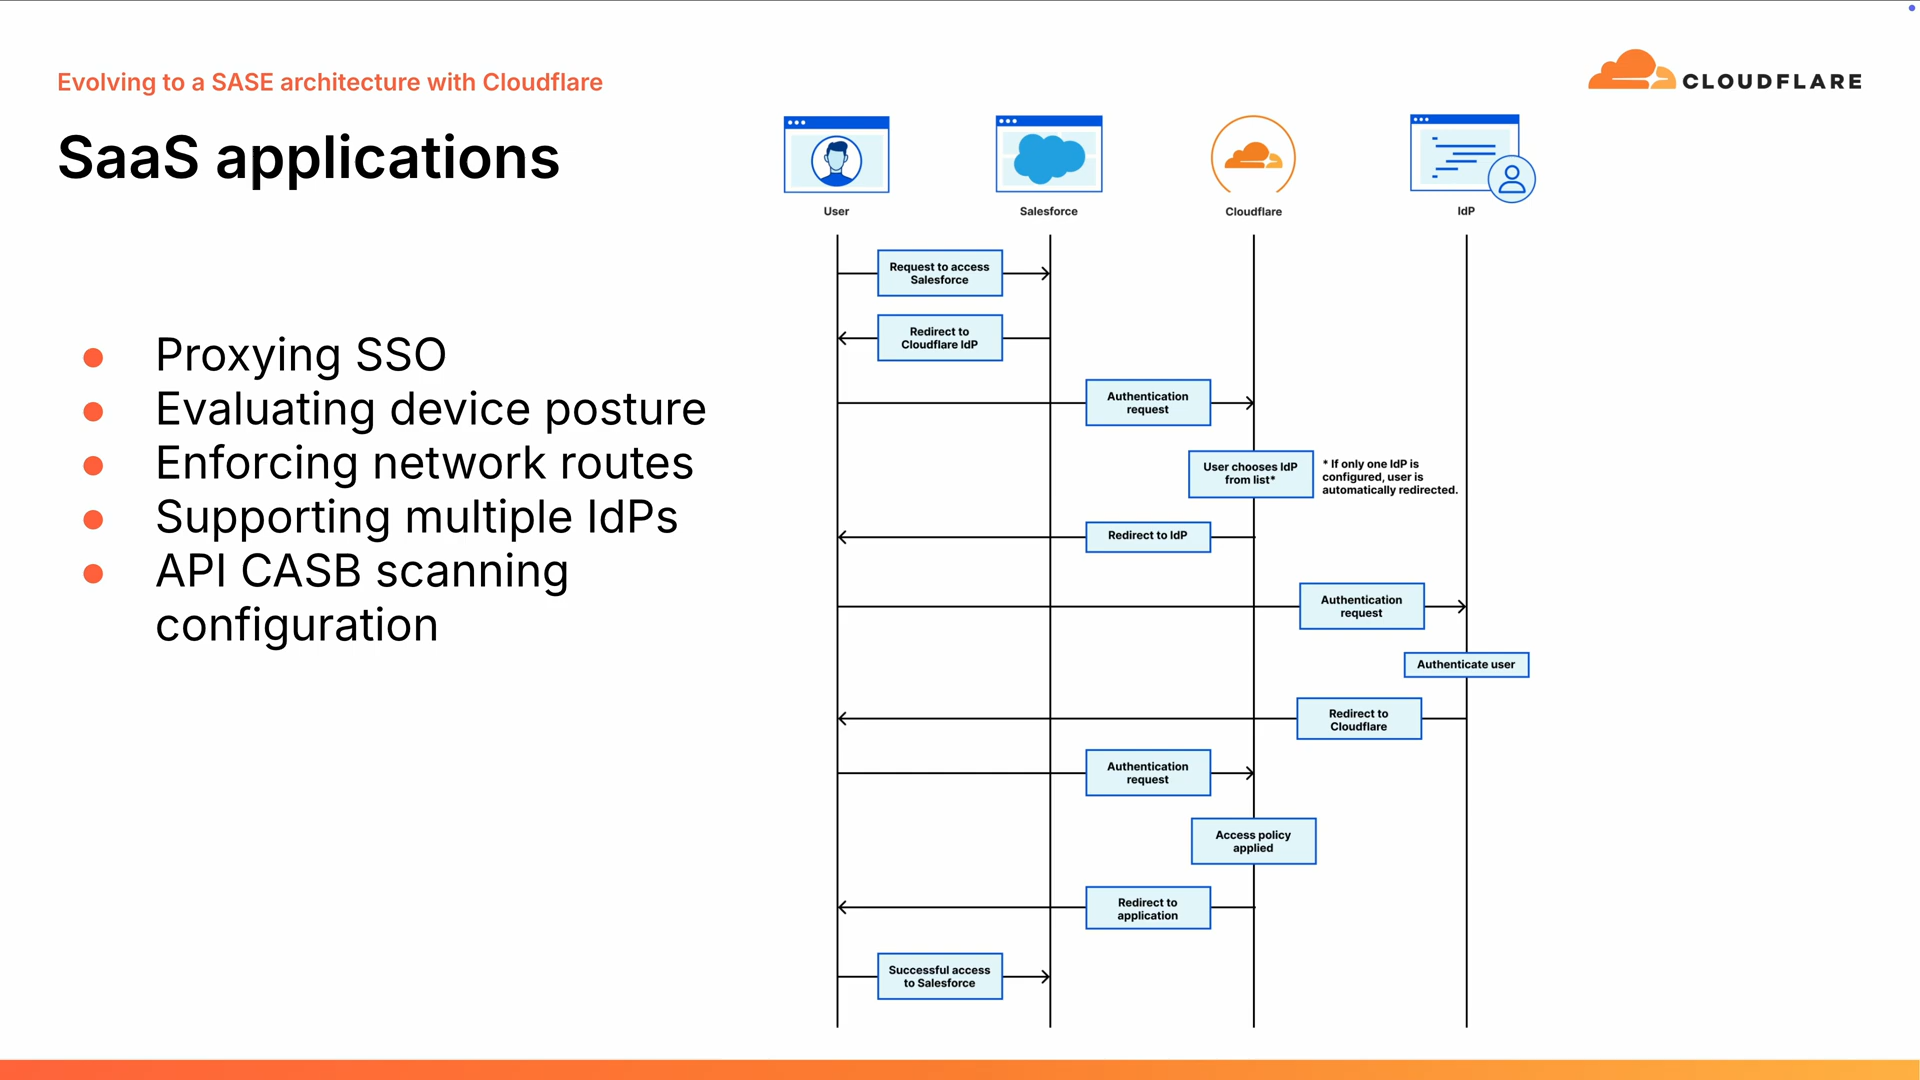 Evolving to a SASE architecture with Cloudflare
CLOUDFLARE
SaaS applications
Proxying SSO
Evaluating device posture
Enforcing network routes
Supporting multiple IdPs
API CASB scanning
configuration
User
Salesforce
Cloudflare
IdP
Request to access
Salesforce
Redirect to
Cloudflare IdP
Authentication
request
User chooses IdP
from list*
* If only one IdP is
configured, user is
automatically redirected.
Redirect to IdP
Authentication
request
Authenticate user
Redirect to
Cloudflare
Authentication
request
Access policy
applied
Redirect to
application
Successful access
to Salesforce